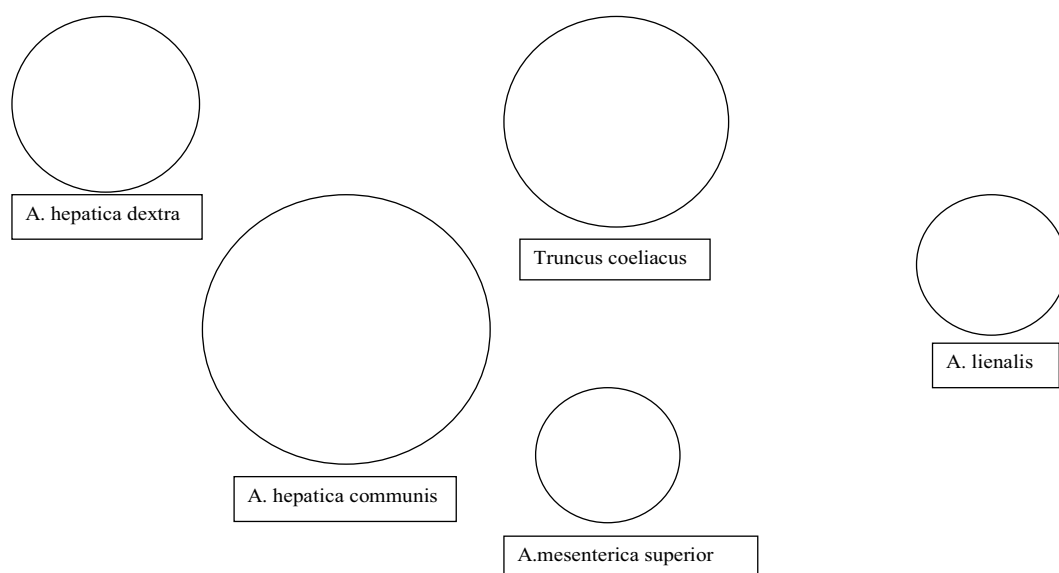 A. hepatica dextra
Truncus coeliacus
A. lienalis
A. hepatica communis
A.mesenterica superior